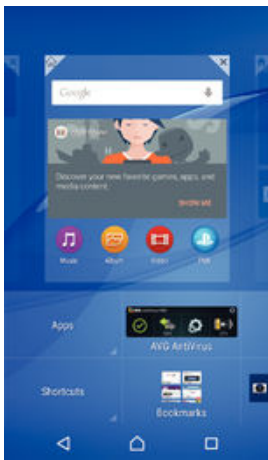 Google
Discover your new favorite games, apps, and
media content.
SHOW ME
Music Album Video
Apps
AVG AntiVirus
Shortcuts
Bookmarks